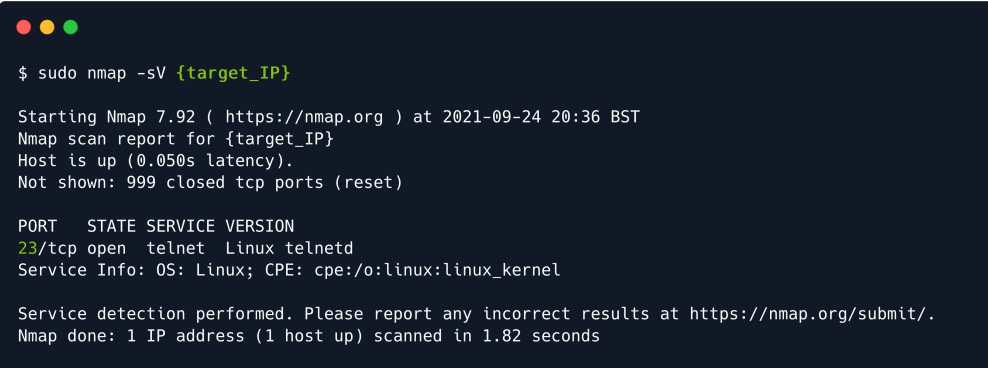 $ sudo nmap -sV {target_IP}
Starting Nmap 7.92 ( https://nmap.org ) at 2021-09-24 20:36 BST
Nmap scan report for {target_IP}
Host is up (0.050s latency).
Not shown: 999 closed tcp ports (reset)
PORT   STATE SERVICE VERSION
23/tcp open  telnet  Linux telnetd
Service Info: OS: Linux; CPE: cpe:/o:linux:linux_kernel
Service detection performed. Please report any incorrect results at https://nmap.org/submit/.
Nmap done: 1 IP address (1 host up) scanned in 1.82 seconds